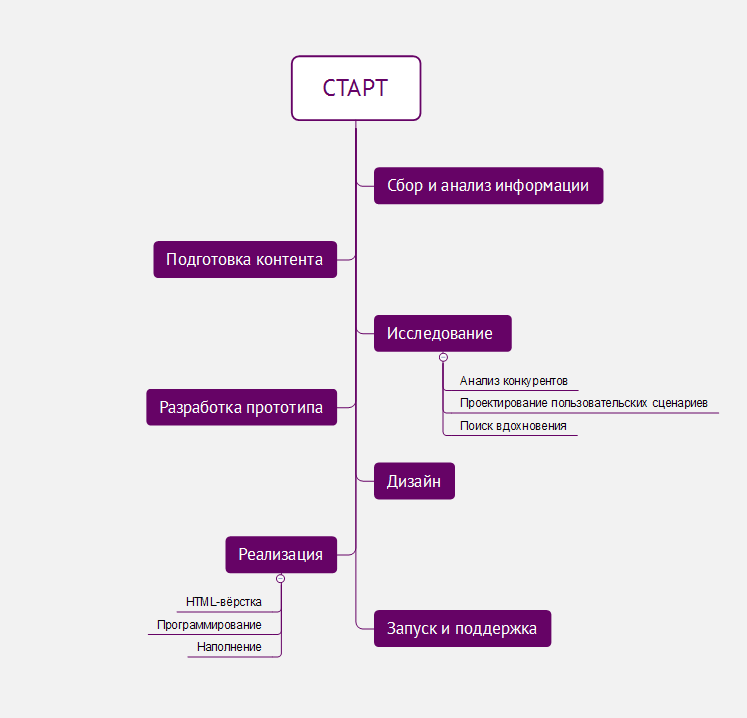 СТАРТ
Сбор и анализ информации
Подготовка контента
Исследование
Анализ конкурентов
Проектирование пользовательских сценариев
Поиск вдохновения
Разработка прототипа
Дизайн
Реализация
HTML-вёрстка
Программирование
Наполнение
Запуск и поддержка